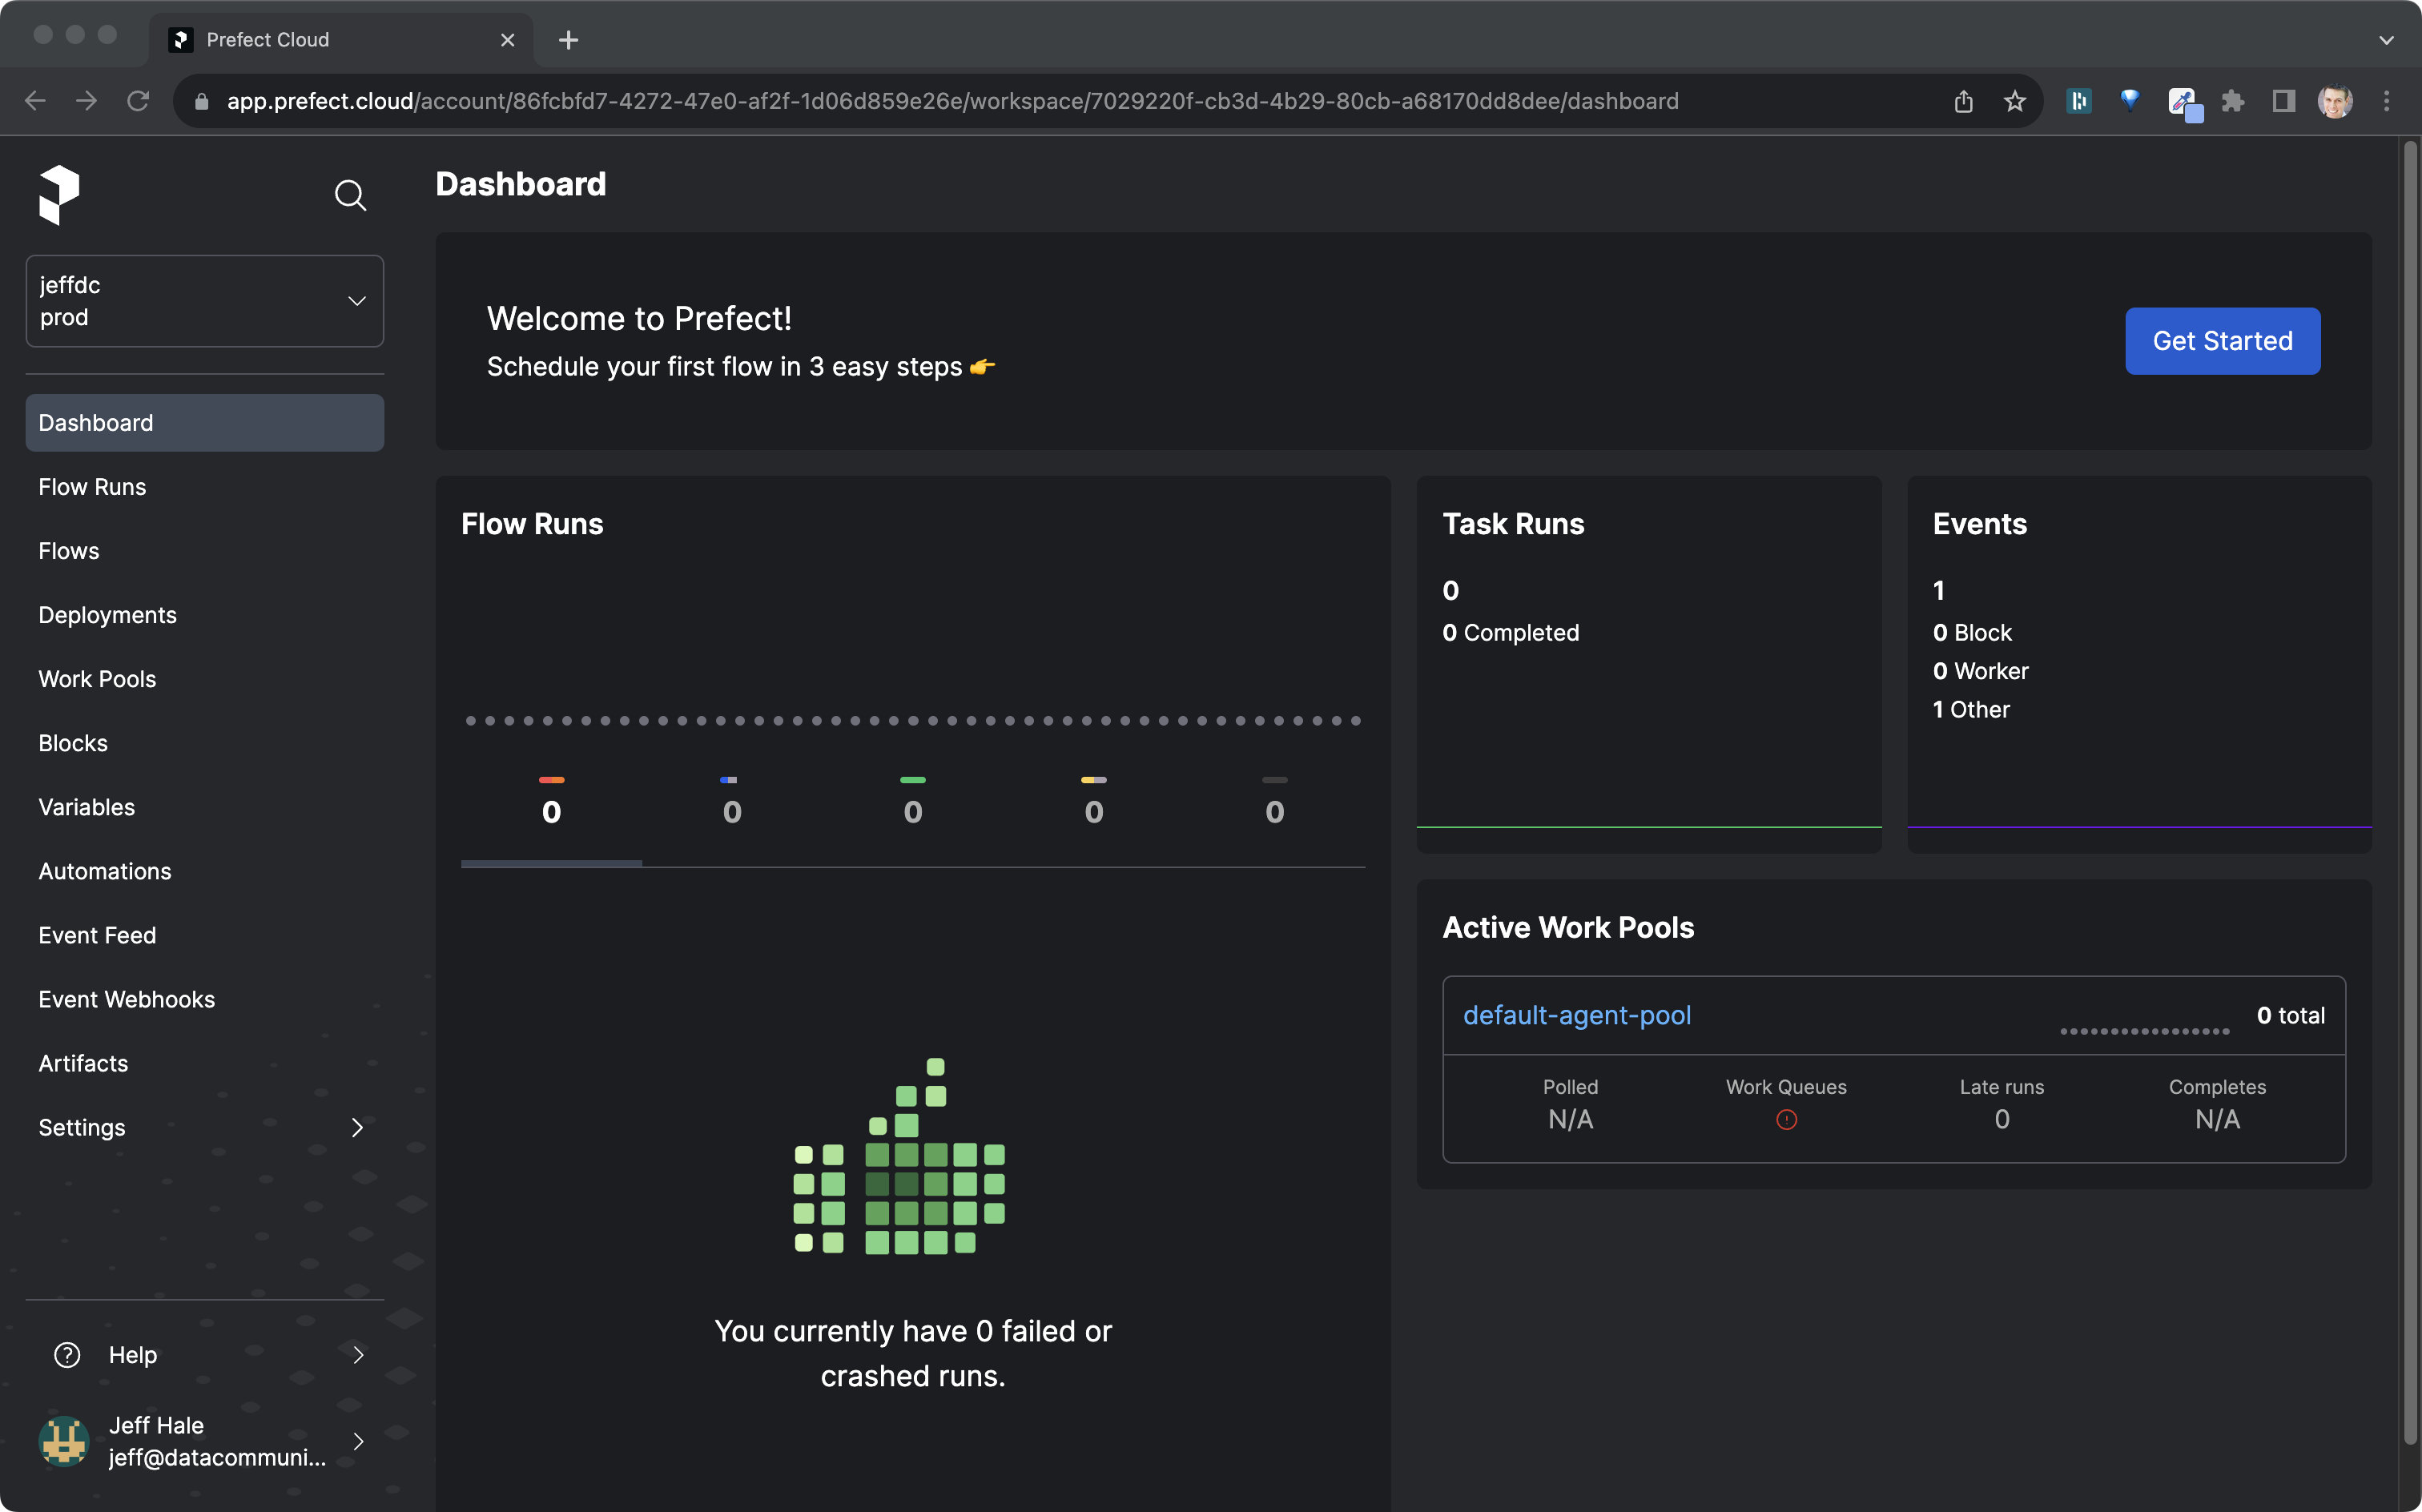 Prefect Cloud
app.prefect.cloud/account/86fcbfd7-4272-47e0-af2f-1d06d859e26e/workspace/7029220f-cb3d-4b29-80cb-a68170dd8dee/dashboard
jeffdc
prod
Dashboard
Flow Runs
Flows
Deployments
Work Pools
Blocks
Variables
Automations
Event Feed
Event Webhooks
Artifacts
Settings
Help
Jeff Hale
jeff@datacommuni...
Dashboard
Welcome to Prefect!
Schedule your first flow in 3 easy steps 👉
Get Started
Flow Runs
0 0 0 0 0
You currently have 0 failed or
crashed runs.
Task Runs
0
0 Completed
Events
1
0 Block
0 Worker
1 Other
Active Work Pools
default-agent-pool 0 total
Polled Work Queues Late runs Completes
N/A 0 N/A